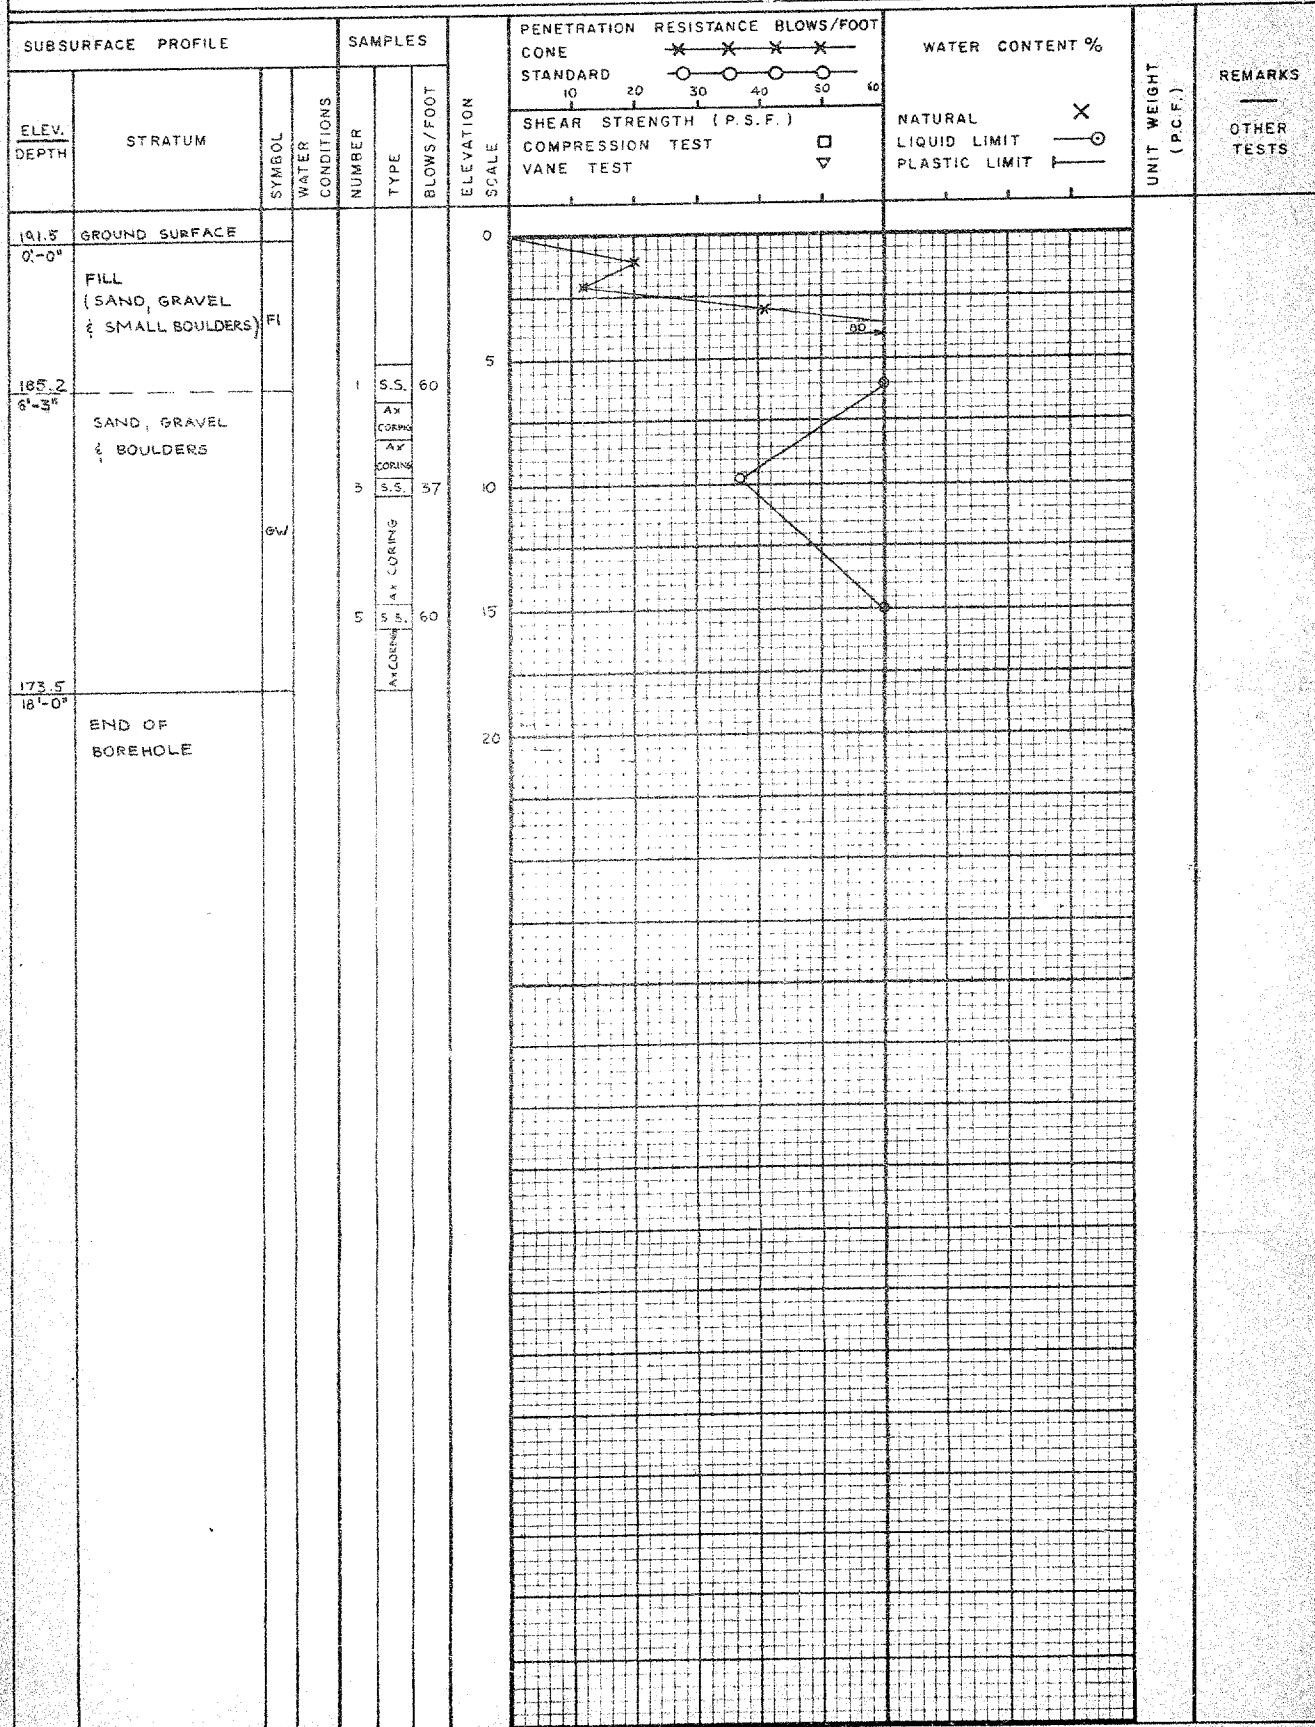 SUBSURFACE PROFILE
SAMPLES
PENETRATION RESISTANCE BLOWS/FOOT
CONE
STANDARD
10 20 30 40 50 60
SHEAR STRENGTH (P.S.F.)
COMPRESSION TEST
VANE TEST
WATER CONTENT %
NATURAL
LIQUID LIMIT
PLASTIC LIMIT
UNIT WEIGHT
(P.C.F.)
REMARKS
OTHER
TESTS
ELEV.
DEPTH
STRATUM
SYMBOL
WATER
CONDITIONS
NUMBER
TYPE
BLOWS/FOOT
ELEVATION
SCALE
191.5 GROUND SURFACE
0'-0"
0
FILL
(SAND, GRAVEL
& SMALL BOULDERS) FI
80
5
185.2
6'-3"
1 S.S. 60
SAND, GRAVEL
& BOULDERS
AX
CORING
AX
CORING
3 S.S. 37
10
GW
AX CORING
5 S.S. 60
15
AX CORING
173.5
18'-0"
END OF
BOREHOLE
20